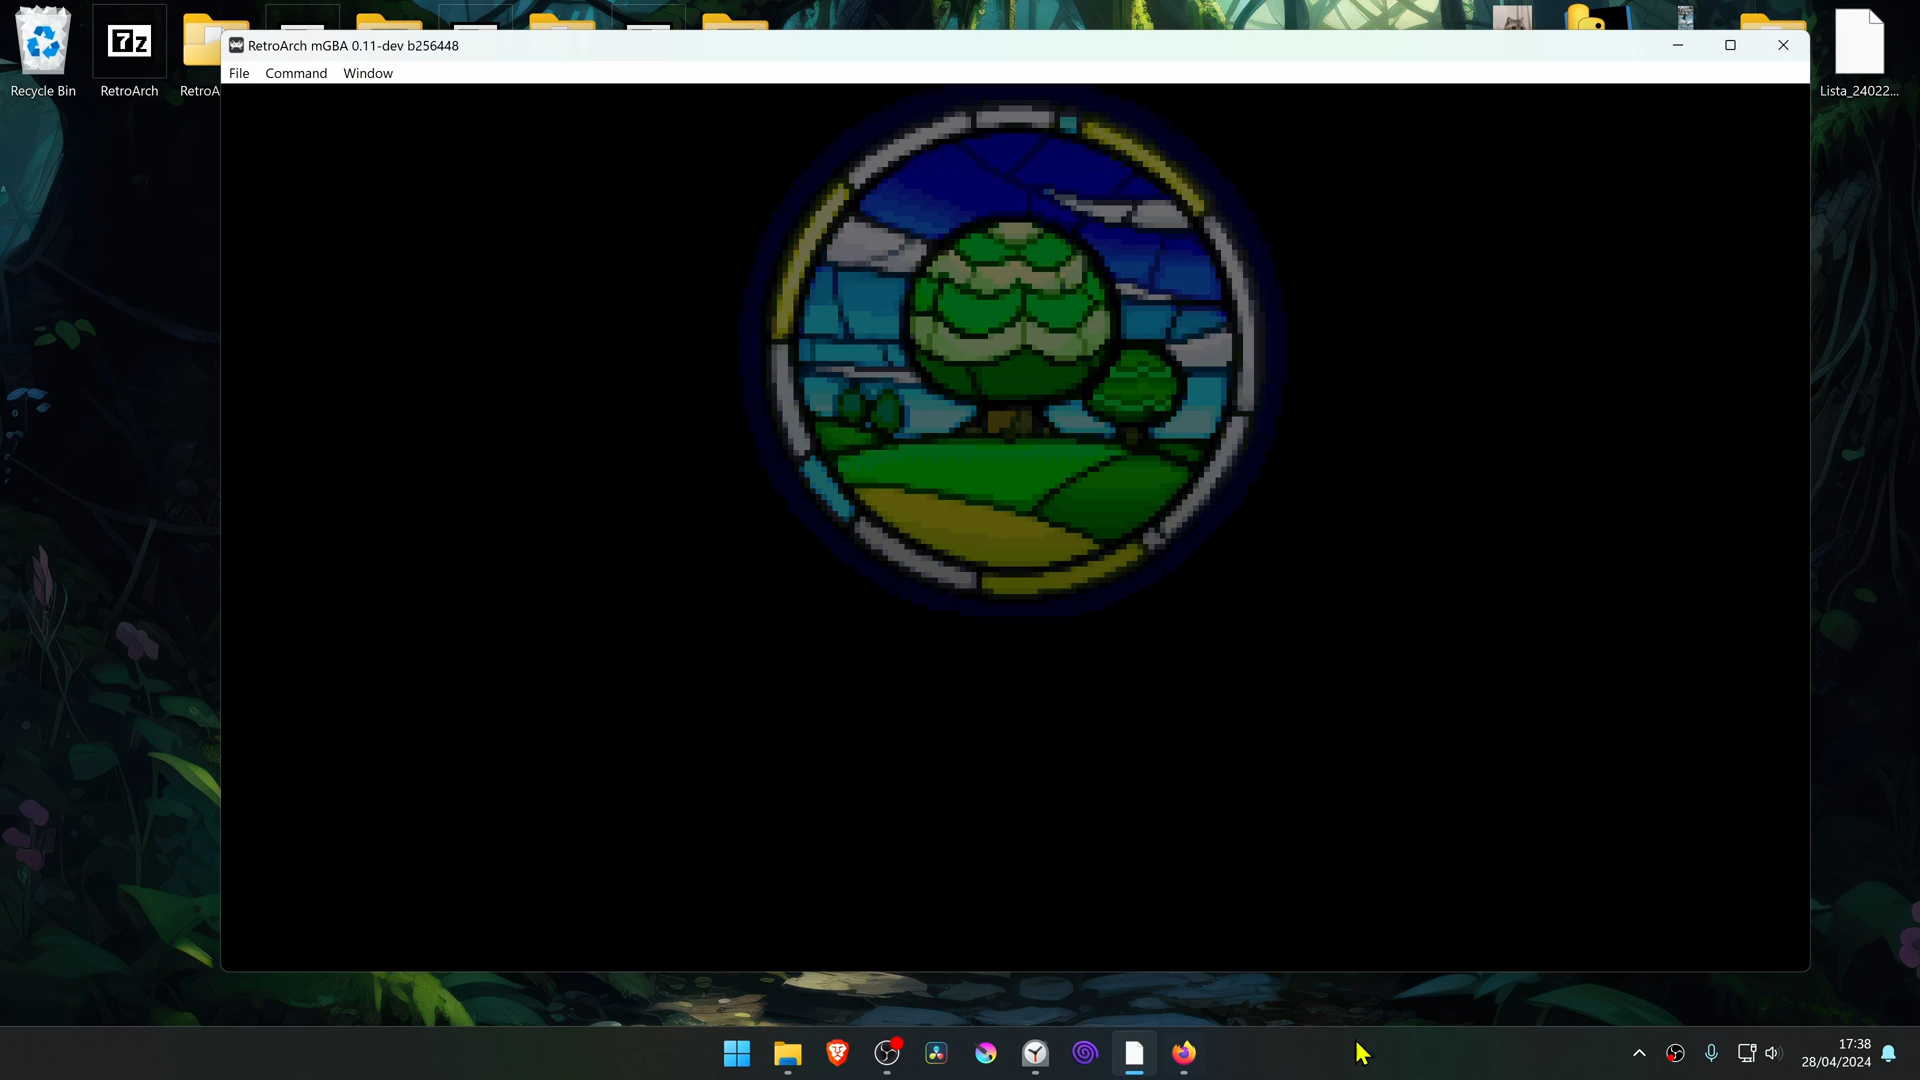 RetroArch mGBA 0.11-dev b256448
File Command Window
7z
Recycle Bin
RetroArch
RetroA
Lista_24022...
17:38
28/04/2024